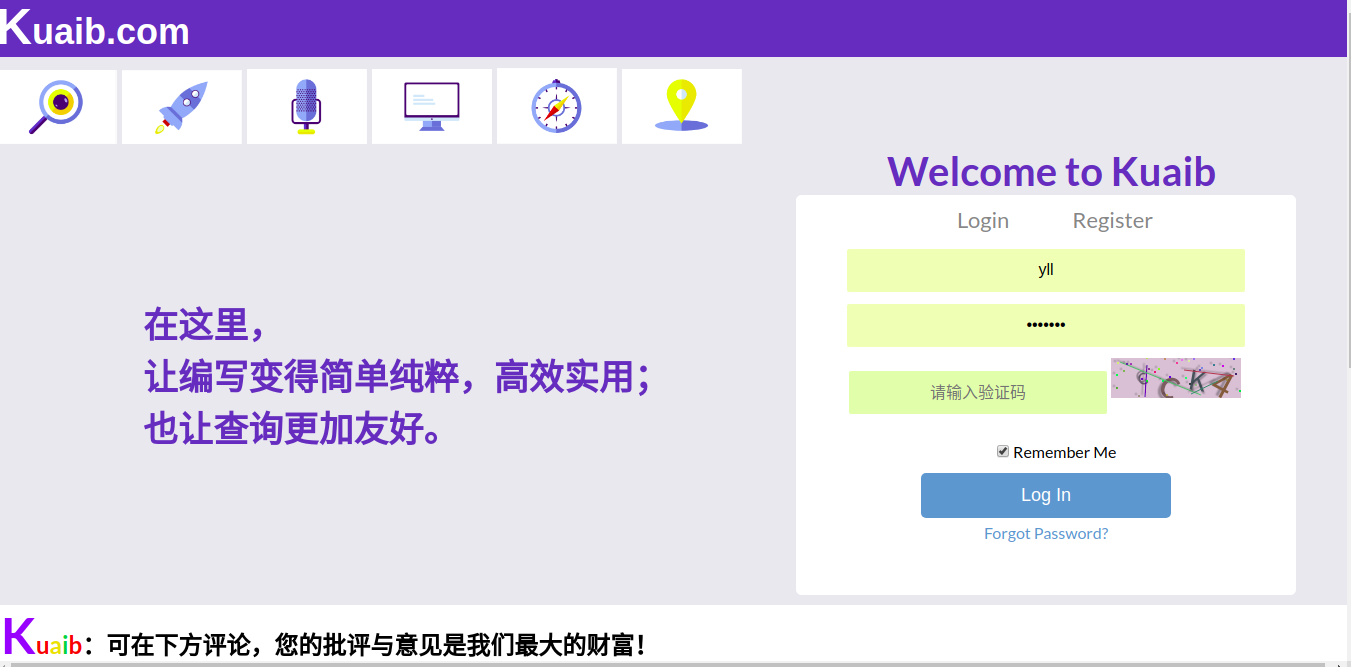 Kuaib.com
Welcome to Kuaib
Login Register
yll
•••••••
请输入验证码
Remember Me
Log In
Forgot Password?
在这里，
让编写变得简单纯粹，高效实用；
也让查询更加友好。
Kuaib：可在下方评论，您的批评与意见是我们最大的财富！